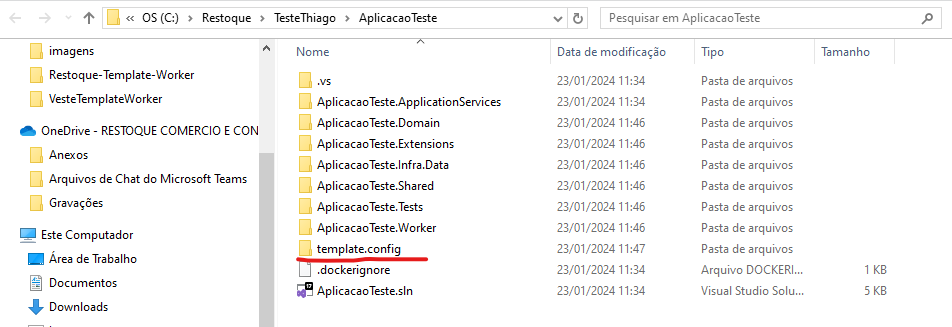 « OS (C:) > Restoque > TesteThiago > AplicacaoTeste
Pesquisar em AplicacaoTeste
imagens
Restoque-Template-Worker
VesteTemplateWorker
OneDrive - RESTOQUE COMERCIO E CON
Anexos
Arquivos de Chat do Microsoft Teams
Gravações
Este Computador
Área de Trabalho
Documentos
Downloads
Nome Data de modificação Tipo Tamanho
.vs 23/01/2024 11:34 Pasta de arquivos
AplicacaoTeste.ApplicationServices 23/01/2024 11:34 Pasta de arquivos
AplicacaoTeste.Domain 23/01/2024 11:46 Pasta de arquivos
AplicacaoTeste.Extensions 23/01/2024 11:46 Pasta de arquivos
AplicacaoTeste.Infra.Data 23/01/2024 11:46 Pasta de arquivos
AplicacaoTeste.Shared 23/01/2024 11:46 Pasta de arquivos
AplicacaoTeste.Tests 23/01/2024 11:46 Pasta de arquivos
AplicacaoTeste.Worker 23/01/2024 11:46 Pasta de arquivos
template.config 23/01/2024 11:47 Pasta de arquivos
.dockerignore 23/01/2024 11:34 Arquivo DOCKERI... 1 KB
AplicacaoTeste.sln 23/01/2024 11:34 Visual Studio Solu... 5 KB